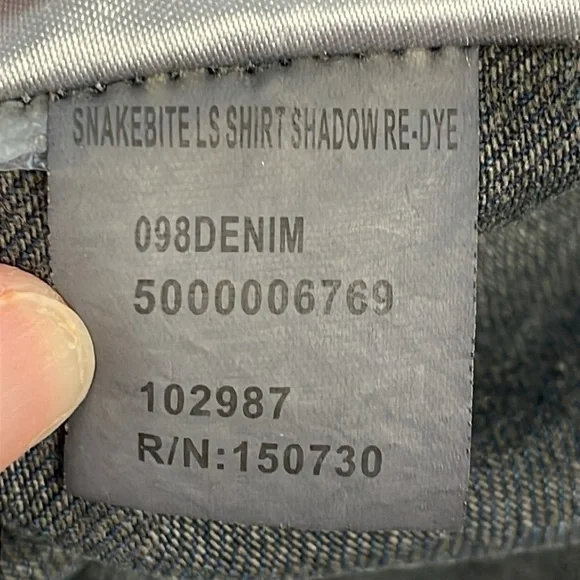 SNAKEBITE LS SHIRT SHADOW RE-DYE
098DENIM
5000006769
102987
R/N:150730